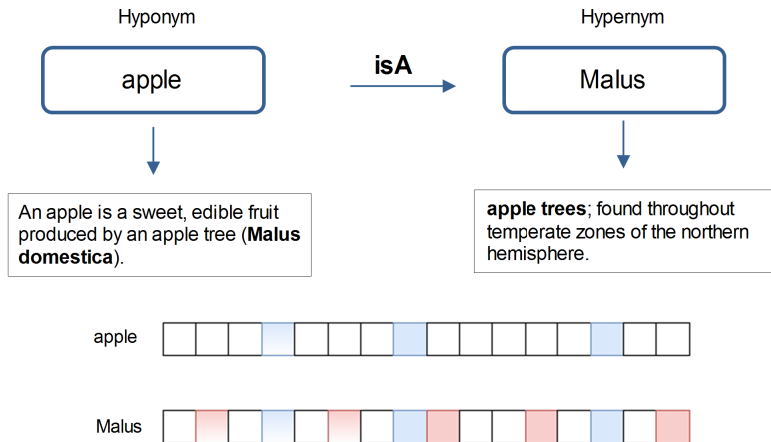 Hyponym
Hypernym
apple
isA
Malus
An apple is a sweet, edible fruit
produced by an apple tree (Malus
domestica).
apple trees; found throughout
temperate zones of the northern
hemisphere.
apple
Malus